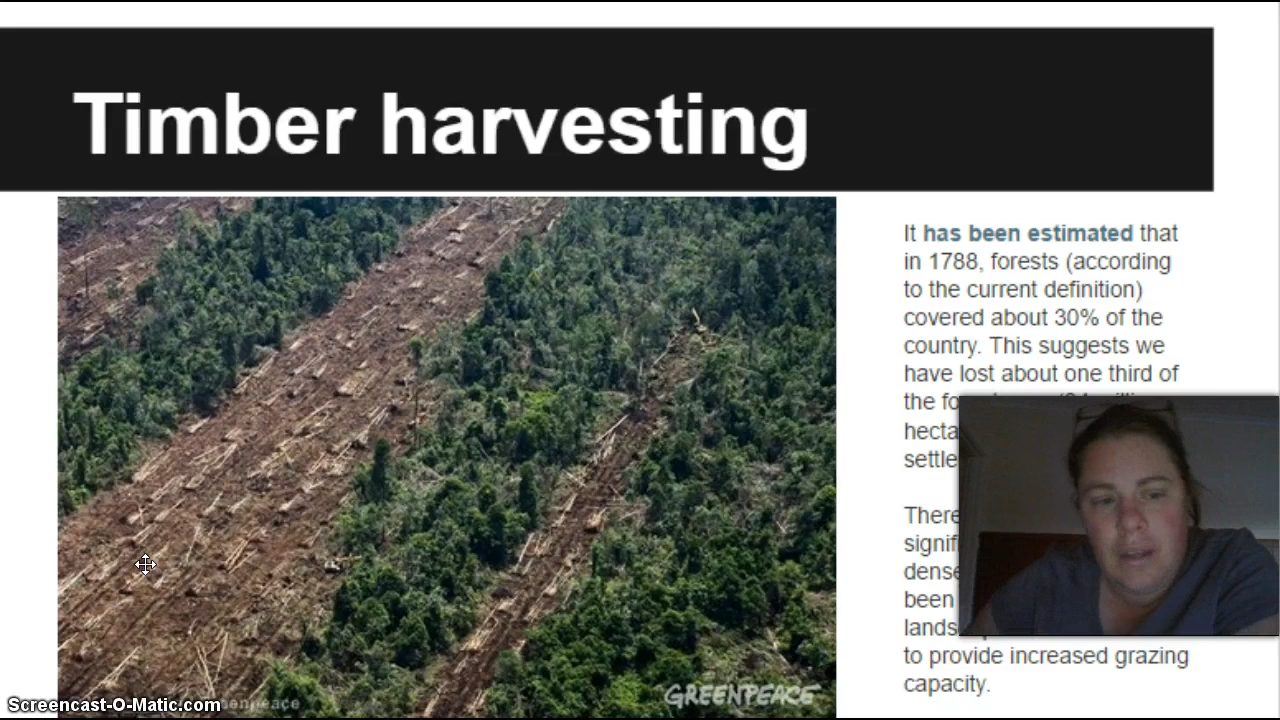 Timber harvesting
It has been estimated that
in 1788, forests (according
to the current definition)
covered about 30% of the
country. This suggests we
have lost about one third of
the
hecta
settle
There
signifi
dense
been
lands
to provide increased grazing
capacity.
GREENPEACE
Screencast-O-Matic.com